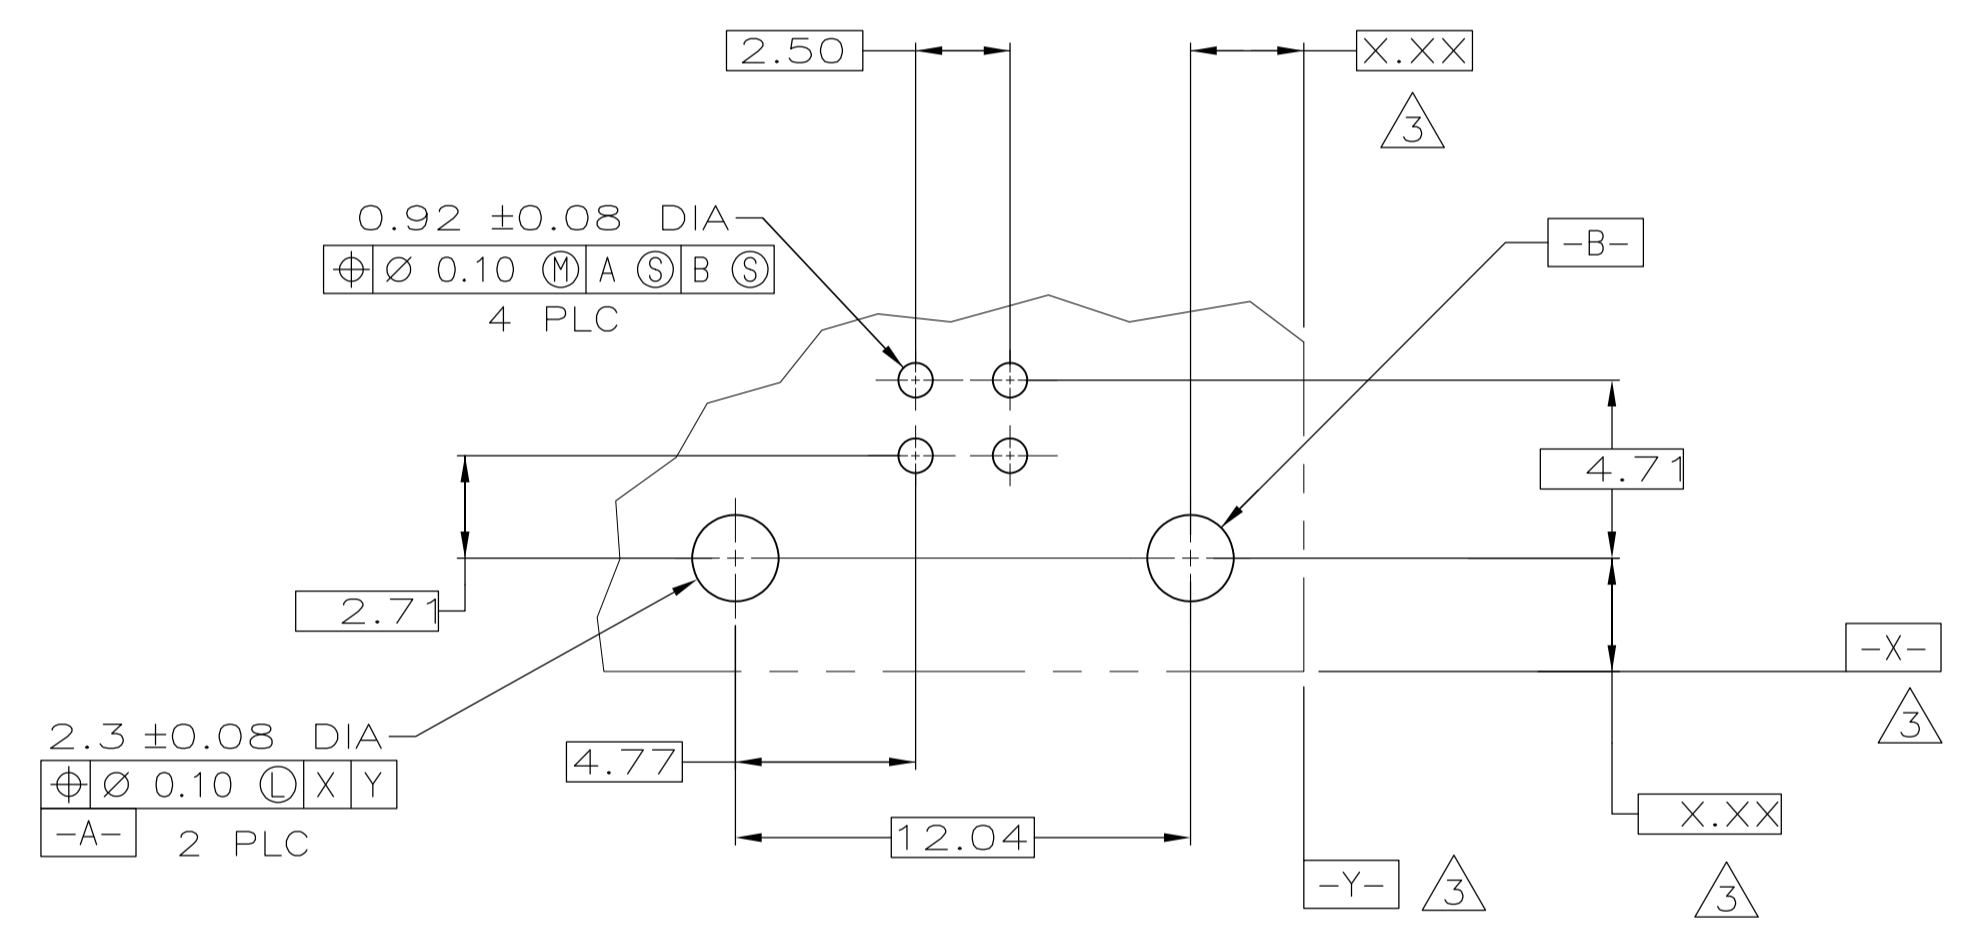 2.50
X.XX
3
0.92 ±0.08 DIA
⌖ ⌀ 0.10 Ⓜ A Ⓢ B Ⓢ
4 PLC
-B-
4.71
2.71
-X-
3
2.3 ±0.08 DIA
⌖ ⌀ 0.10 Ⓛ X Y
-A- 2 PLC
4.77
12.04
X.XX
3
-Y- 3